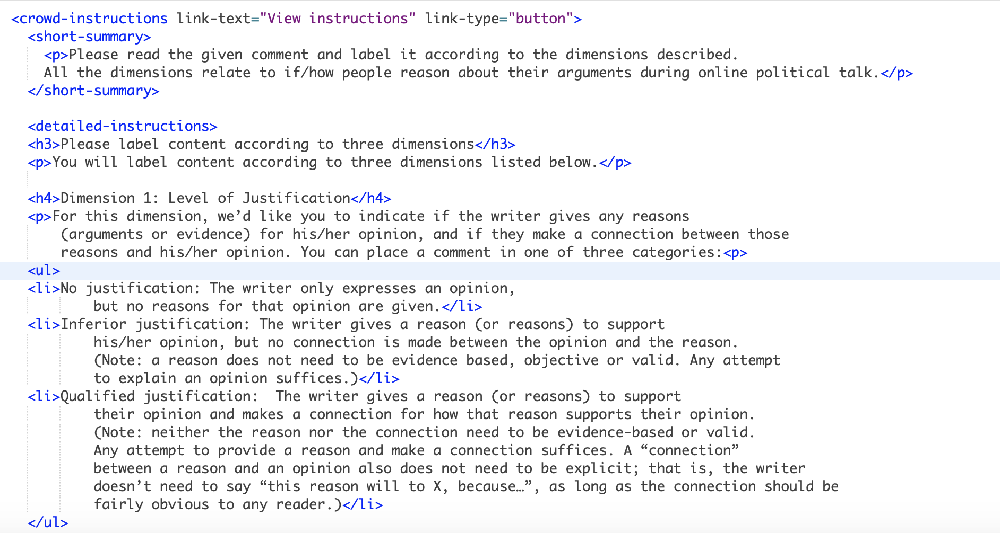 <crowd-instructions link-text="View instructions" link-type="button">
<short-summary>
<p>Please read the given comment and label it according to the dimensions described.
All the dimensions relate to if/how people reason about their arguments during online political talk.</p>
</short-summary>
<detailed-instructions>
<h3>Please label content according to three dimensions</h3>
<p>You will label content according to three dimensions listed below.</p>
<h4>Dimension 1: Level of Justification</h4>
<p>For this dimension, we’d like you to indicate if the writer gives any reasons
(arguments or evidence) for his/her opinion, and if they make a connection between those
reasons and his/her opinion. You can place a comment in one of three categories:<p>
<ul>
<li>No justification: The writer only expresses an opinion,
but no reasons for that opinion are given.</li>
<li>Inferior justification: The writer gives a reason (or reasons) to support
his/her opinion, but no connection is made between the opinion and the reason.
(Note: a reason does not need to be evidence based, objective or valid. Any attempt
to explain an opinion suffices.)</li>
<li>Qualified justification:  The writer gives a reason (or reasons) to support
their opinion and makes a connection for how that reason supports their opinion.
(Note: neither the reason nor the connection need to be evidence-based or valid.
Any attempt to provide a reason and make a connection suffices. A “connection”
between a reason and an opinion also does not need to be explicit; that is, the writer
doesn’t need to say “this reason will to X, because…”, as long as the connection should be
fairly obvious to any reader.)</li>
</ul>